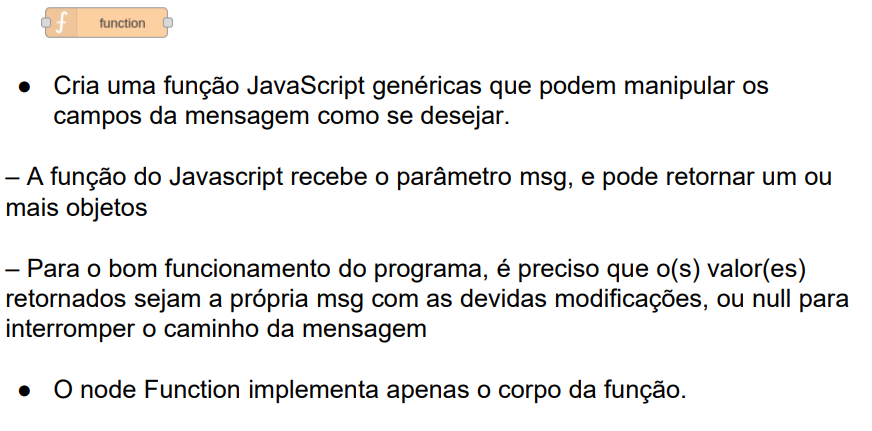 function
● Cria uma função JavaScript genéricas que podem manipular os
campos da mensagem como se desejar.
– A função do Javascript recebe o parâmetro msg, e pode retornar um ou
mais objetos
– Para o bom funcionamento do programa, é preciso que o(s) valor(es)
retornados sejam a própria msg com as devidas modificações, ou null para
interromper o caminho da mensagem
● O node Function implementa apenas o corpo da função.